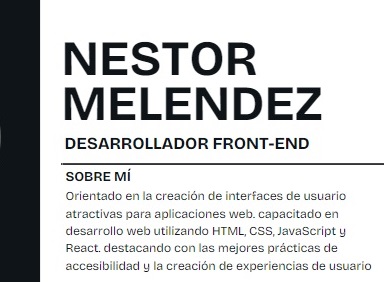 NESTOR
MELENDEZ
DESARROLLADOR FRONT-END
SOBRE MÍ
Orientado en la creación de interfaces de usuario
atractivas para aplicaciones web. capacitado en
desarrollo web utilizando HTML, CSS, JavaScript y
React. destacando con las mejores prácticas de
accesibilidad y la creación de experiencias de usuario